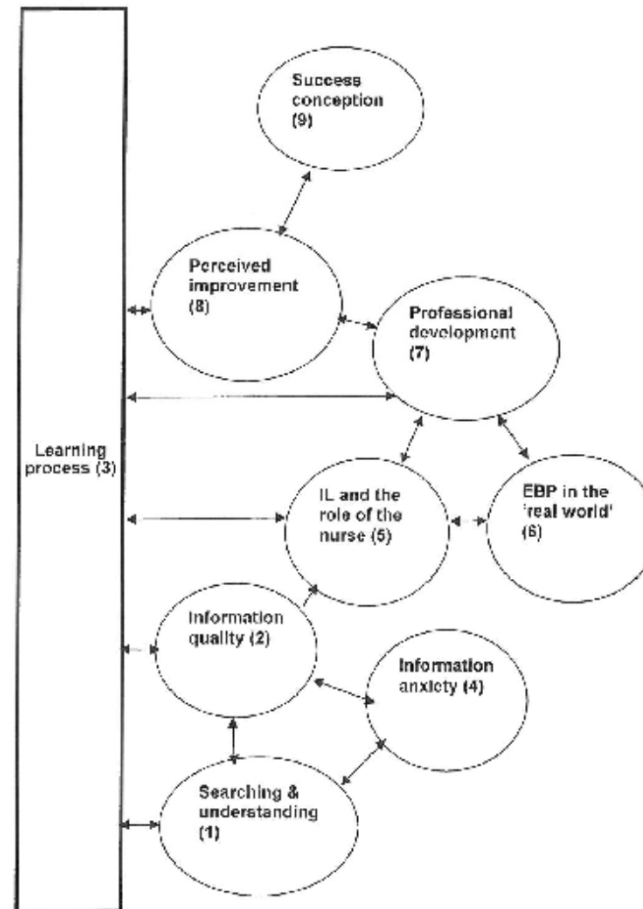 Success
conception
(9)
Perceived
improvement
(8)
Professional
development
(7)
Learning
process (3)
IL and the
role of the
nurse (5)
EBP in the
'real world'
(6)
Information
quality (2)
Information
anxiety (4)
Searching &
understanding
(1)